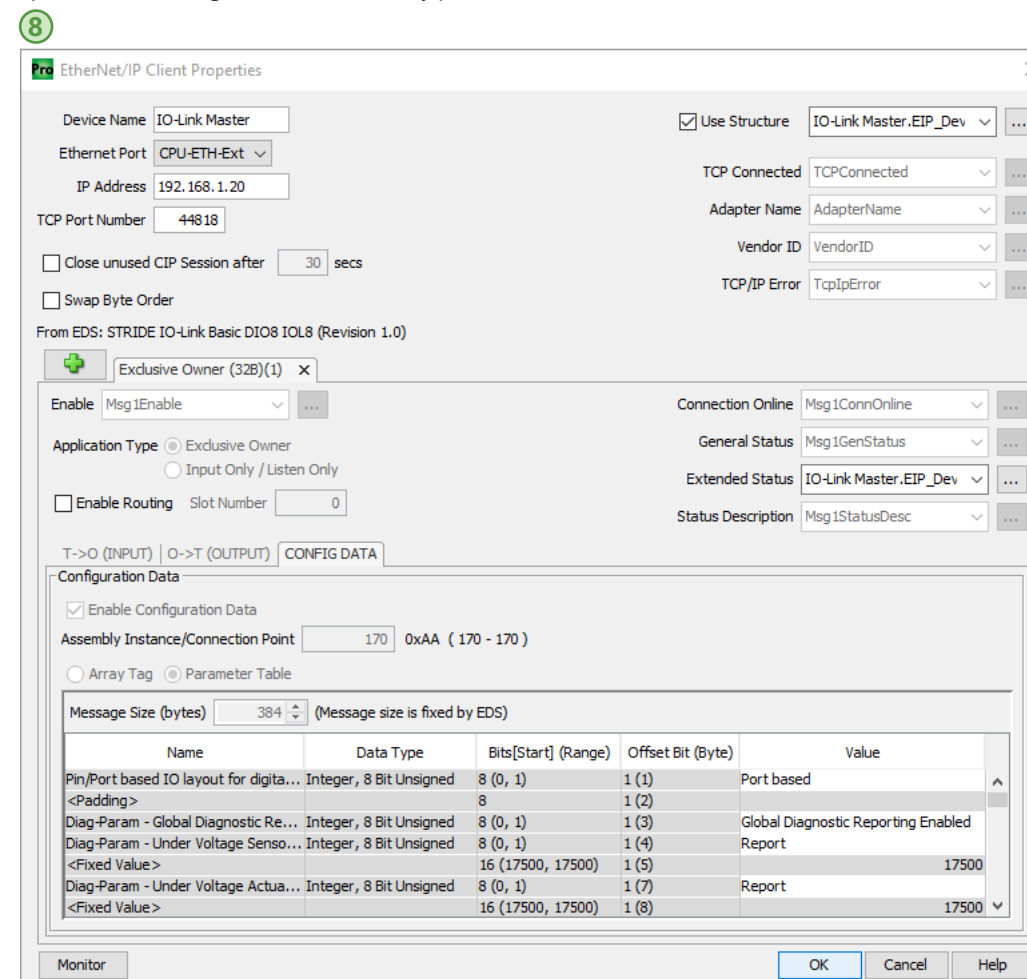 8
Pro EtherNet/IP Client Properties
Device Name IO-Link Master
Use Structure IO-Link Master.EIP_Dev ...
Ethernet Port CPU-ETH-Ext
IP Address 192.168.1.20
TCP Connected TCPConnected ...
TCP Port Number 44818
Adapter Name AdapterName ...
Vendor ID VendorID ...
Close unused CIP Session after 30 secs
TCP/IP Error TcpIpError ...
Swap Byte Order
From EDS: STRIDE IO-Link Basic DIO8 IOL8 (Revision 1.0)
Exclusive Owner (32B)(1) X
Enable Msg1Enable ...
Connection Online Msg1ConnOnline ...
Application Type Exclusive Owner
General Status Msg1GenStatus ...
Input Only / Listen Only
Extended Status IO-Link Master.EIP_Dev ...
Enable Routing Slot Number 0
Status Description Msg1StatusDesc ...
T->O (INPUT) O->T (OUTPUT) CONFIG DATA
Configuration Data
Enable Configuration Data
Assembly Instance/Connection Point 170 0xAA ( 170 - 170 )
Array Tag Parameter Table
Message Size (bytes) 384 (Message size is fixed by EDS)
Name Data Type Bits[Start] (Range) Offset Bit (Byte) Value
Pin/Port based IO layout for digita... Integer, 8 Bit Unsigned 8 (0, 1) 1 (1) Port based
<Padding> 8 1 (2)
Diag-Param - Global Diagnostic Re... Integer, 8 Bit Unsigned 8 (0, 1) 1 (3) Global Diagnostic Reporting Enabled
Diag-Param - Under Voltage Senso... Integer, 8 Bit Unsigned 8 (0, 1) 1 (4) Report
<Fixed Value> 16 (17500, 17500) 1 (5) 17500
Diag-Param - Under Voltage Actua... Integer, 8 Bit Unsigned 8 (0, 1) 1 (7) Report
<Fixed Value> 16 (17500, 17500) 1 (8) 17500
Monitor OK Cancel Help